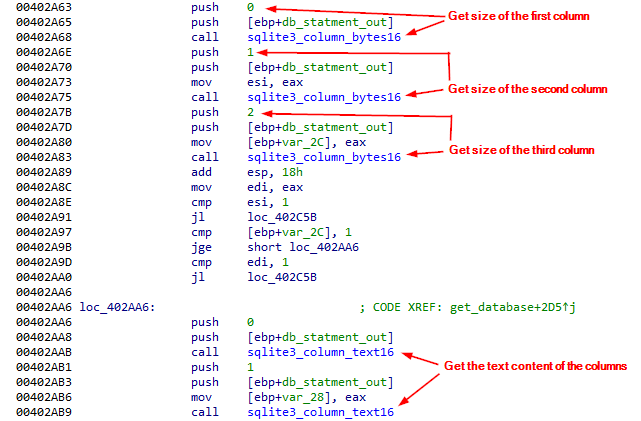 00402A63 push 0 Get size of the first column
00402A65 push [ebp+db_statment_out]
00402A68 call sqlite3_column_bytes16
00402A6E push 1
00402A70 push [ebp+db_statment_out]
00402A73 mov esi, eax
00402A75 call sqlite3_column_bytes16 Get size of the second column
00402A7B push 2
00402A7D push [ebp+db_statment_out]
00402A80 mov [ebp+var_2C], eax
00402A83 call sqlite3_column_bytes16 Get size of the third column
00402A89 add esp, 18h
00402A8C mov edi, eax
00402A8E cmp esi, 1
00402A91 jl loc_402C5B
00402A97 cmp [ebp+var_2C], 1
00402A9B jge short loc_402AA6
00402A9D cmp edi, 1
00402AA0 jl loc_402C5B
00402AA6
00402AA6 loc_402AA6: ; CODE XREF: get_database+2D5↑j
00402AA6 push 0
00402AA8 push [ebp+db_statment_out]
00402AAB call sqlite3_column_text16
00402AB1 push 1 Get the text content of the columns
00402AB3 push [ebp+db_statment_out]
00402AB6 mov [ebp+var_28], eax
00402AB9 call sqlite3_column_text16